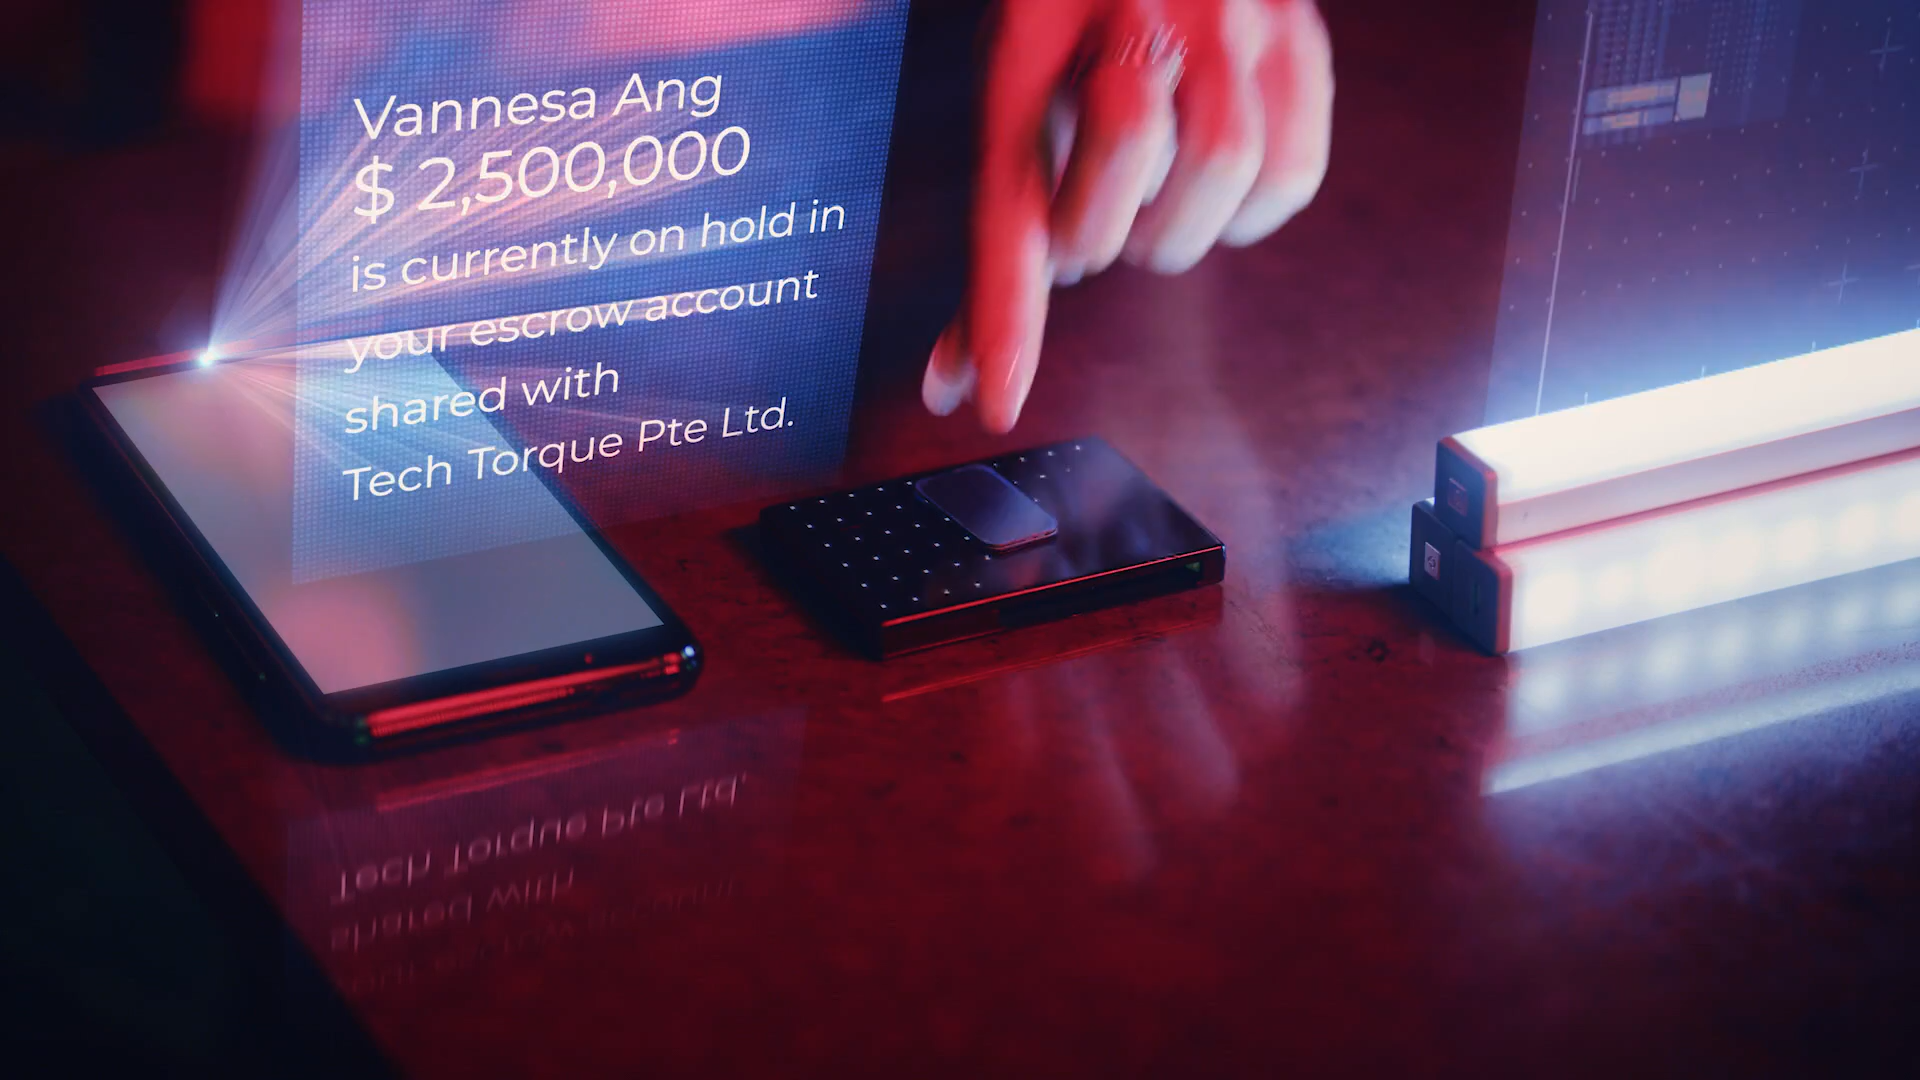 Vannesa Ang
$ 2,500,000
is currently on hold in
your escrow account
shared with
Tech Torque Pte Ltd.